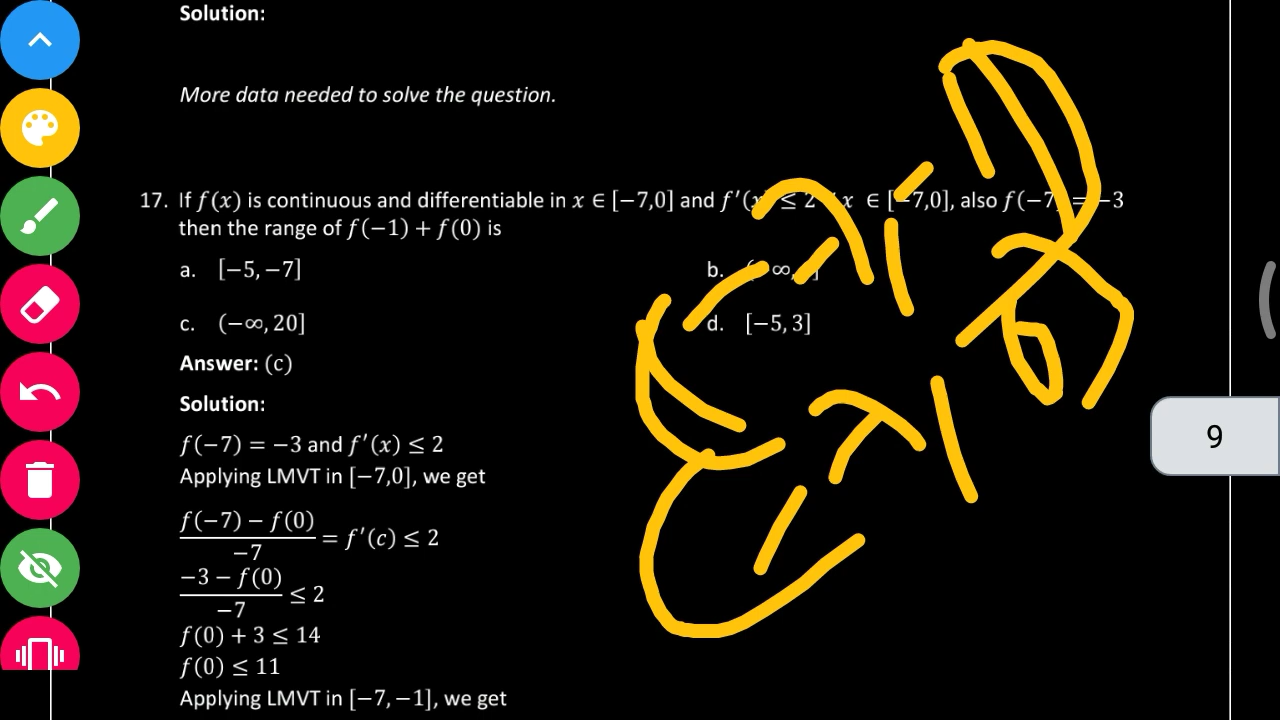 Solution:
More data needed to solve the question.
17. If f(x) is continuous and differentiable in x ∈ [−7,0] and f′(x) ≤ 2 x ∈ [−7,0], also f(−7) = −3
then the range of f(−1) + f(0) is
a. [−5, −7] b. ∞, ]
c. (−∞, 20] d. [−5, 3]
Answer: (c)
Solution:
f(−7) = −3 and f′(x) ≤ 2
Applying LMVT in [−7,0], we get
9
f(−7) − f(0)
−7
= f′(c) ≤ 2
−3 − f(0)
−7
≤ 2
f(0) + 3 ≤ 14
f(0) ≤ 11
Applying LMVT in [−7, −1], we get